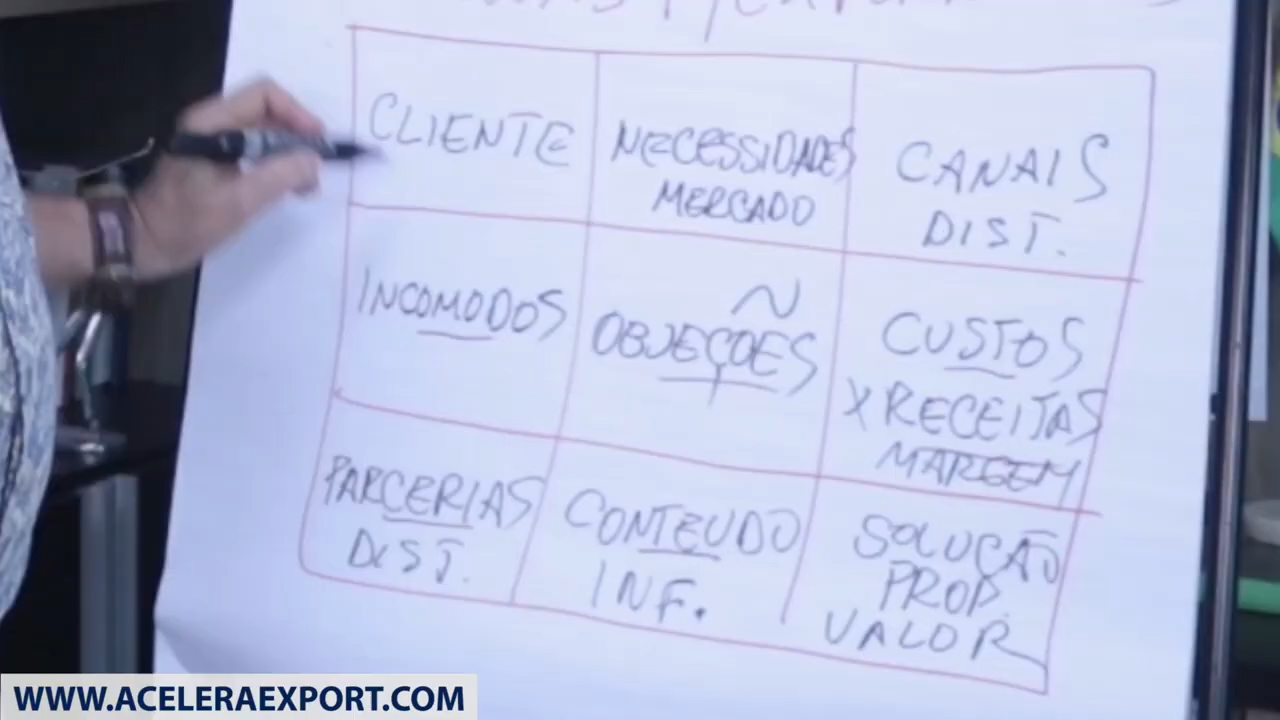 CLIENTE
NECESSIDADES
MERCADO
CANAIS
DIST.
INCOMODOS
OBJEÇÕES
CUSTOS
X RECEITAS
MARGEM
PARCERIAS
DIST.
CONTEUDO
INF.
SOLUÇÃO
PROP.
VALOR
WWW.ACELERAEXPORT.COM